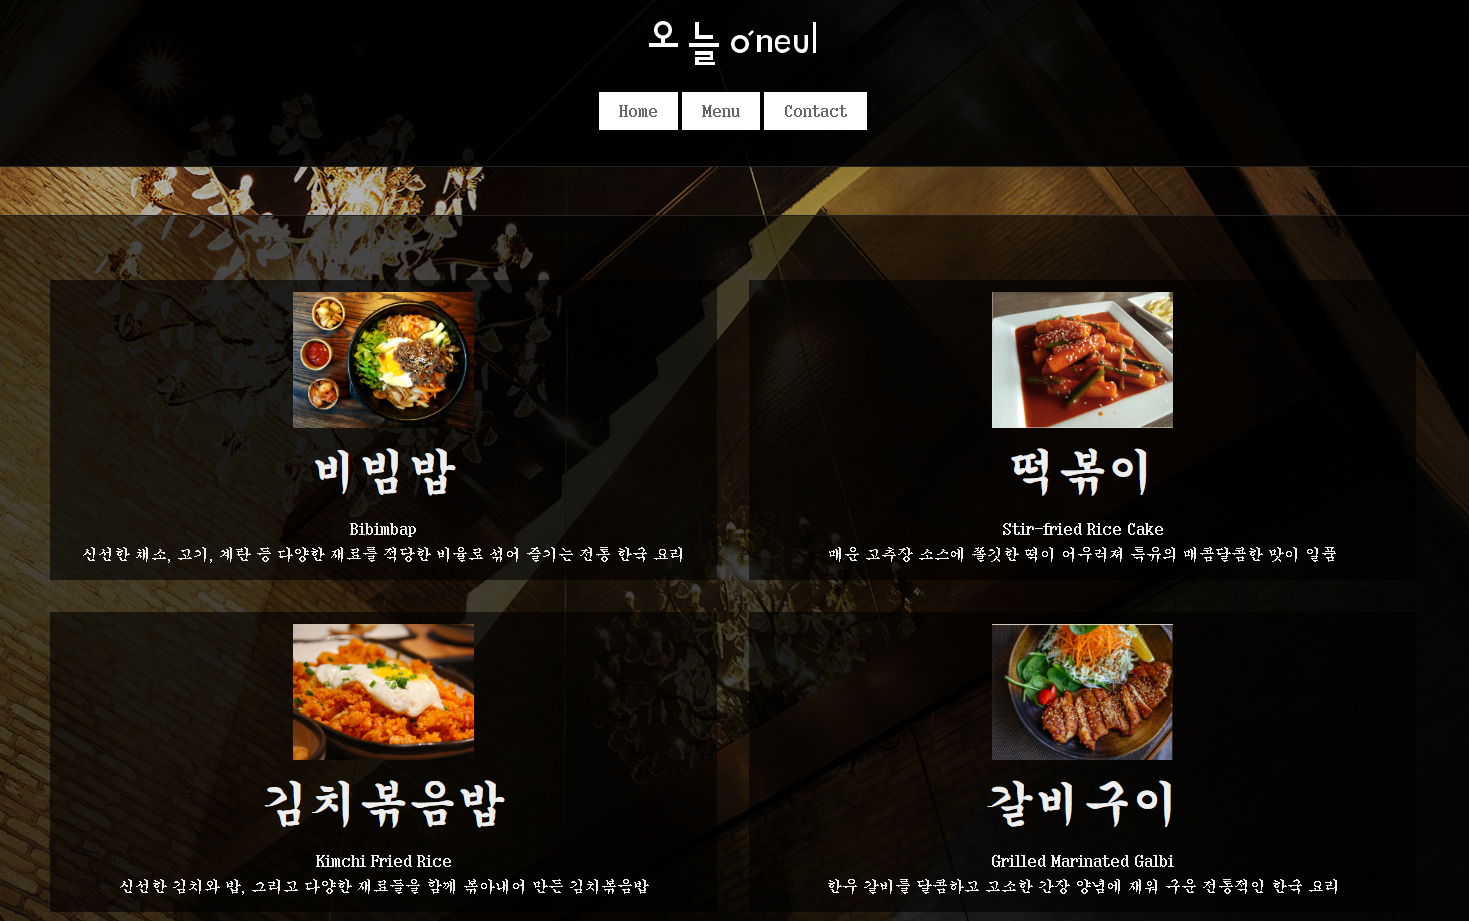 오늘 o´neul
Home Menu Contact
비빔밥
Bibimbap
신선한 채소, 고기, 계란 등 다양한 재료를 적당한 비율로 섞어 즐기는 전통 한국 요리
떡볶이
Stir-fried Rice Cake
매운 고추장 소스에 쫄깃한 떡이 어우러져 특유의 매콤달콤한 맛이 일품
김치볶음밥
Kimchi Fried Rice
신선한 김치와 밥, 그리고 다양한 재료들을 함께 볶아내어 만든 김치볶음밥
갈비구이
Grilled Marinated Galbi
한우 갈비를 달콤하고 고소한 간장 양념에 재워 구운 전통적인 한국 요리